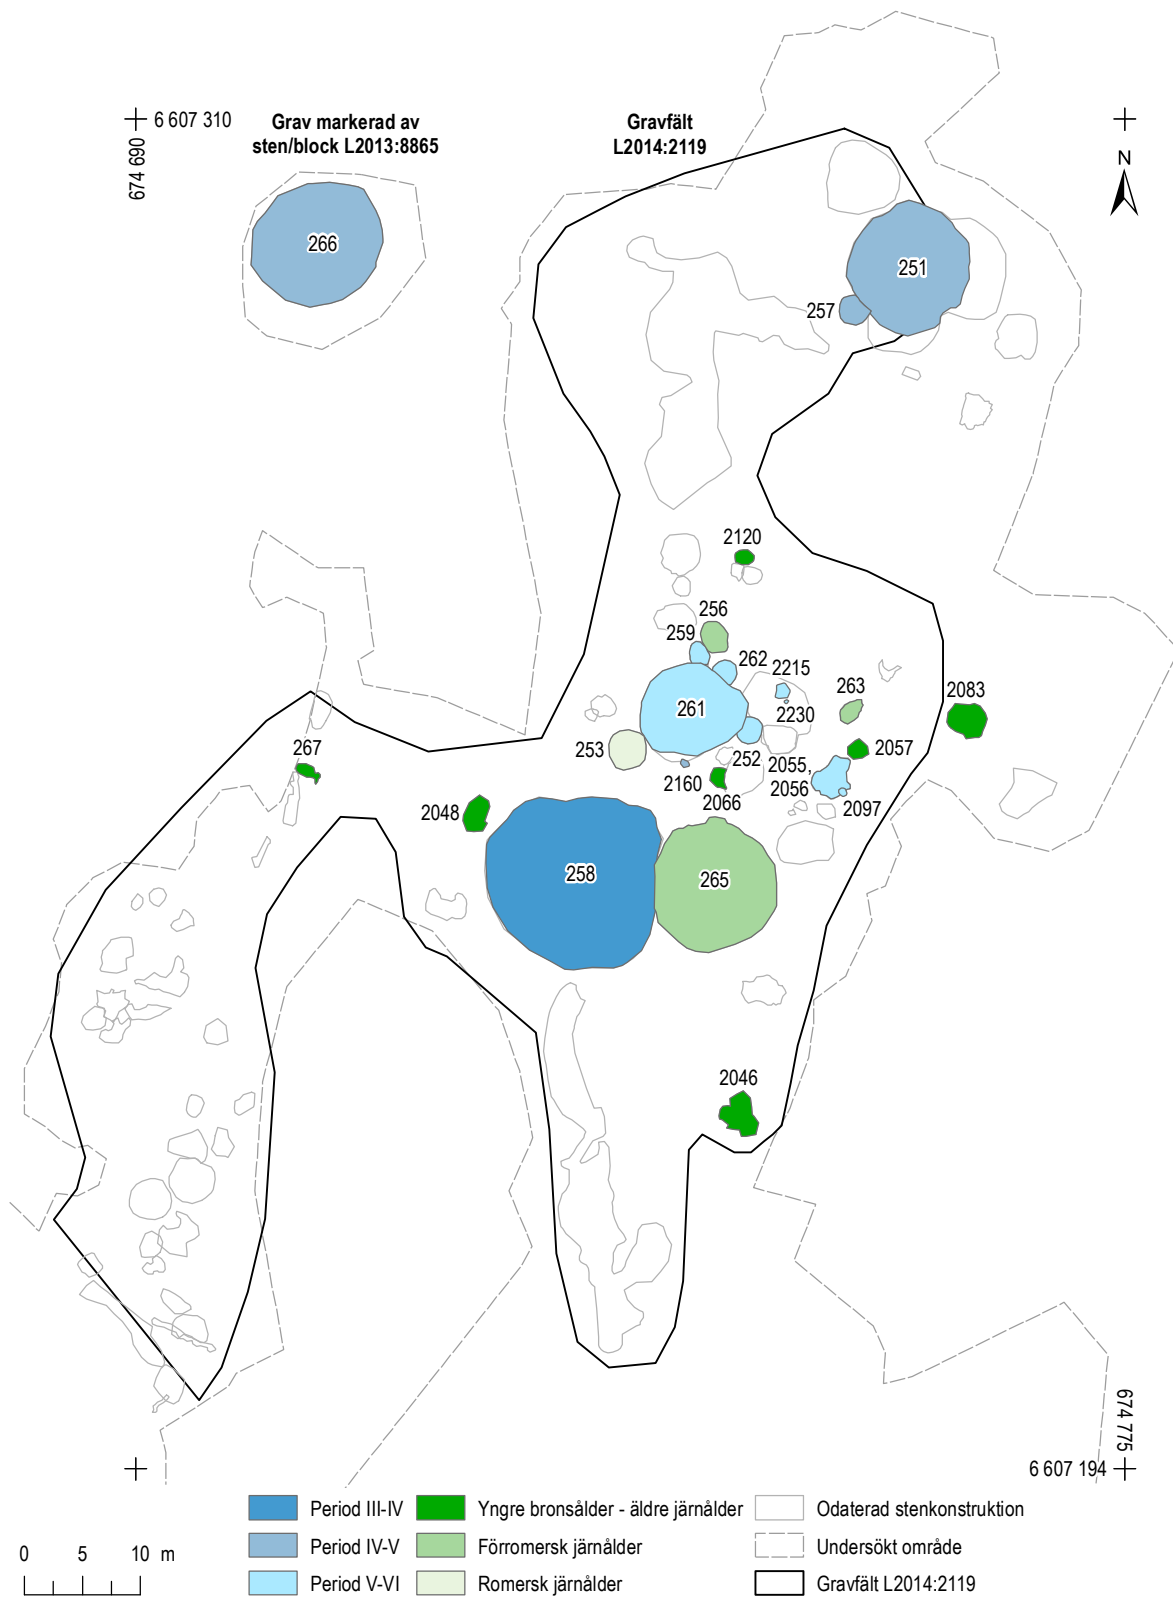 6 607 310
674 690
Grav markerad av
sten/block L2013:8865
Gravfält
L2014:2119
N
266
251
257
2120
256
259
262
2215
263
2083
261
2230
253
252
2055,
2056
2057
267
2160
2066
2097
2048
258
265
2046
674 775
6 607 194
Period III-IV
Period IV-V
Period V-VI
Yngre bronsålder - äldre järnålder
Förromersk järnålder
Romersk järnålder
Odaterad stenkonstruktion
Undersökt område
Gravfält L2014:2119
0 5 10 m